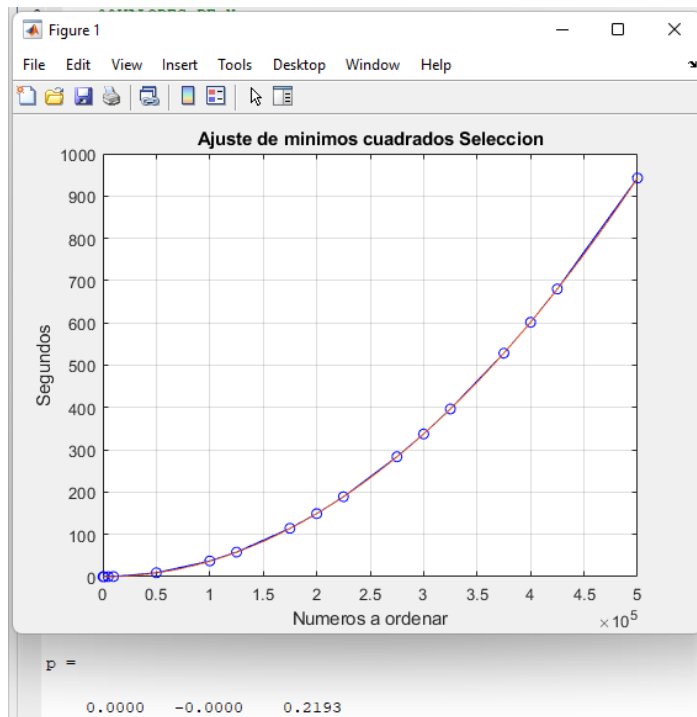 Figure 1
File Edit View Insert Tools Desktop Window Help
Ajuste de minimos cuadrados Seleccion
1000
900
800
700
600
500
400
300
200
100
0
Segundos
0 0.5 1 1.5 2 2.5 3 3.5 4 4.5 5
× 10^5
Numeros a ordenar
p =
0.0000 -0.0000 0.2193